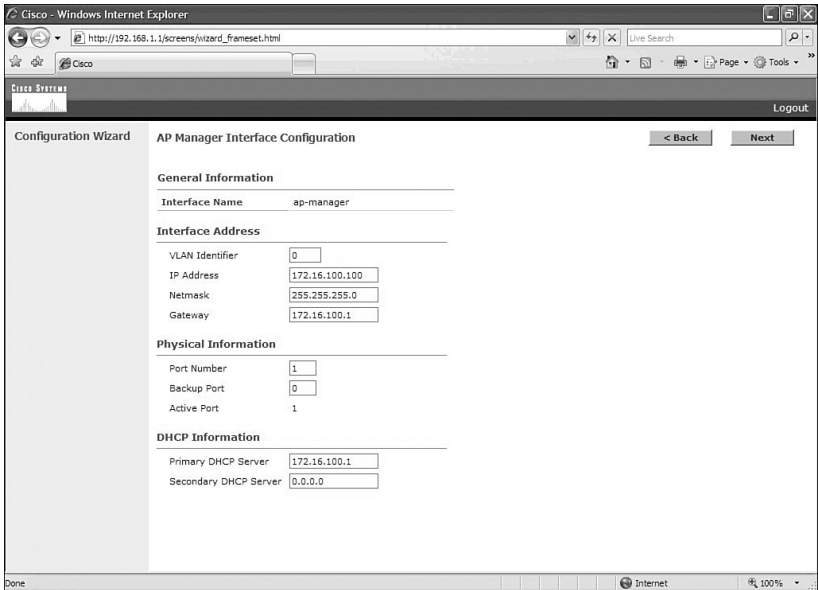 Cisco - Windows Internet Explorer
http://192.168.1.1/screens/wizard_frameset.html
Live Search
Cisco
Page
Tools
CISCO SYSTEMS
Logout
Configuration Wizard
AP Manager Interface Configuration
< Back
Next
General Information
Interface Name ap-manager
Interface Address
VLAN Identifier 0
IP Address 172.16.100.100
Netmask 255.255.255.0
Gateway 172.16.100.1
Physical Information
Port Number 1
Backup Port 0
Active Port 1
DHCP Information
Primary DHCP Server 172.16.100.1
Secondary DHCP Server 0.0.0.0
Done
Internet
100%